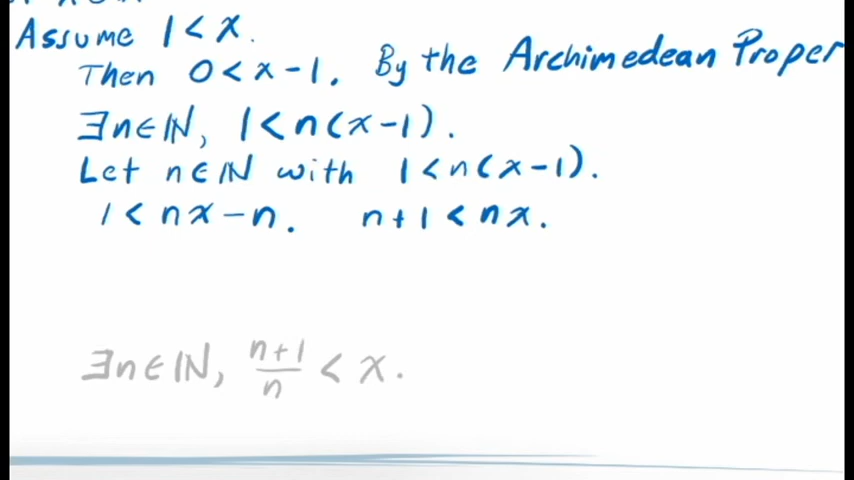 Assume 1 < x.
Then 0 < x - 1. By the Archimedean Proper
∃n∈ℕ, 1 < n(x-1).
Let n∈ℕ with 1 < n(x-1).
1 < nx - n. n+1 < nx.
∃n∈ℕ, \frac{n+1}{n} < x.